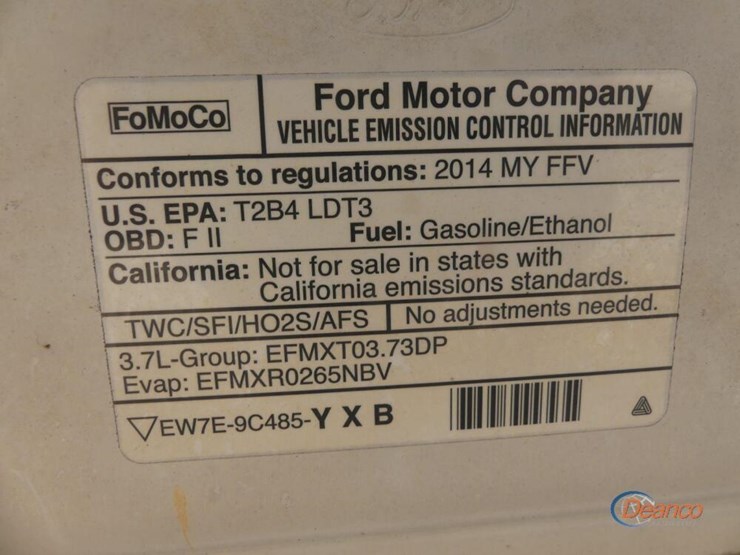 FoMoCo
Ford Motor Company
VEHICLE EMISSION CONTROL INFORMATION
Conforms to regulations: 2014 MY FFV
U.S. EPA: T2B4 LDT3
OBD: F II Fuel: Gasoline/Ethanol
California: Not for sale in states with
California emissions standards.
TWC/SFI/HO2S/AFS No adjustments needed.
3.7L-Group: EFMXT03.73DP
Evap: EFMXR0265NBV
EW7E-9C485-Y X B
Deanco